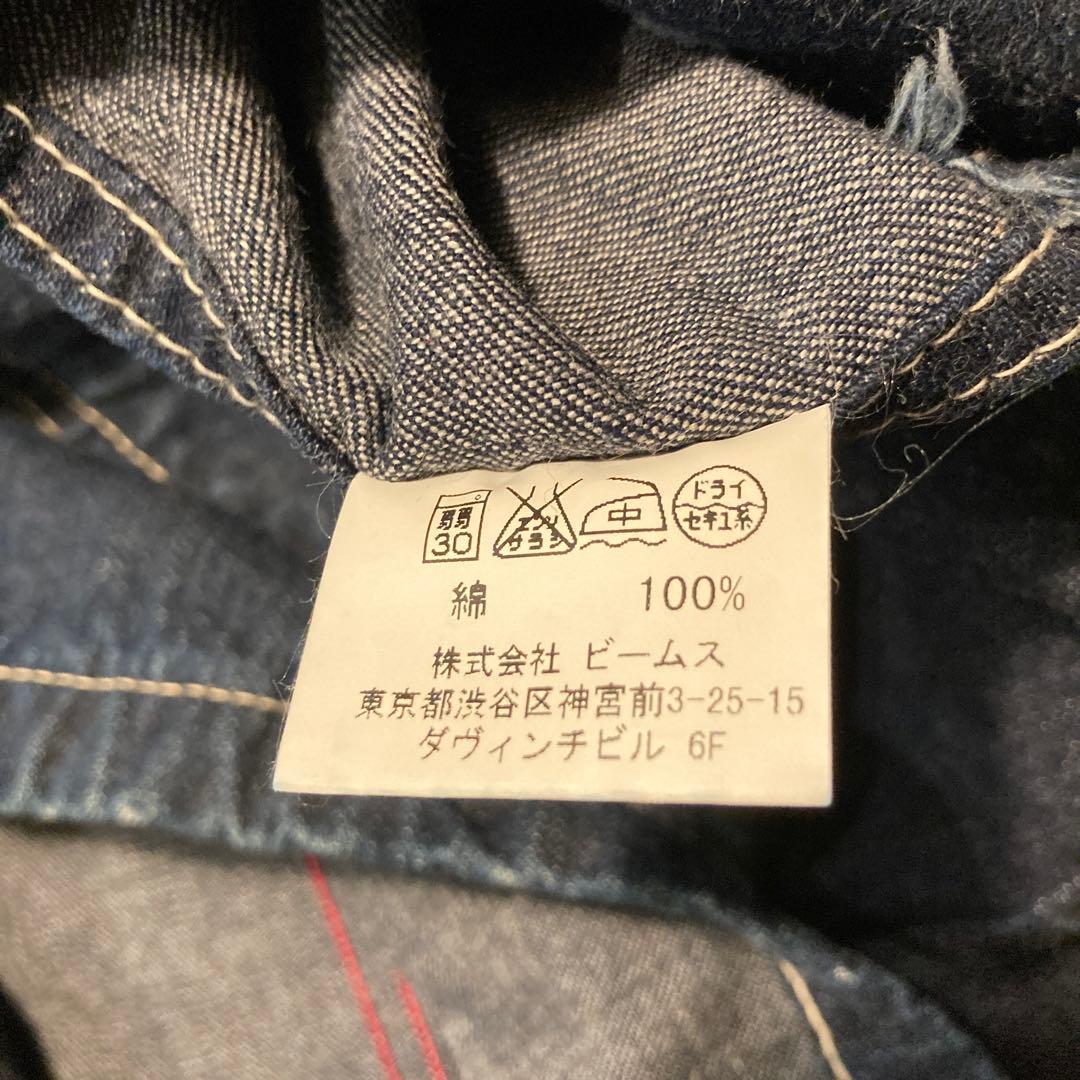 弱 30 エンソサラシ 中 ドライ セキユ系
綿 100%
株式会社 ビームス
東京都渋谷区神宮前3-25-15
ダヴィンチビル 6F